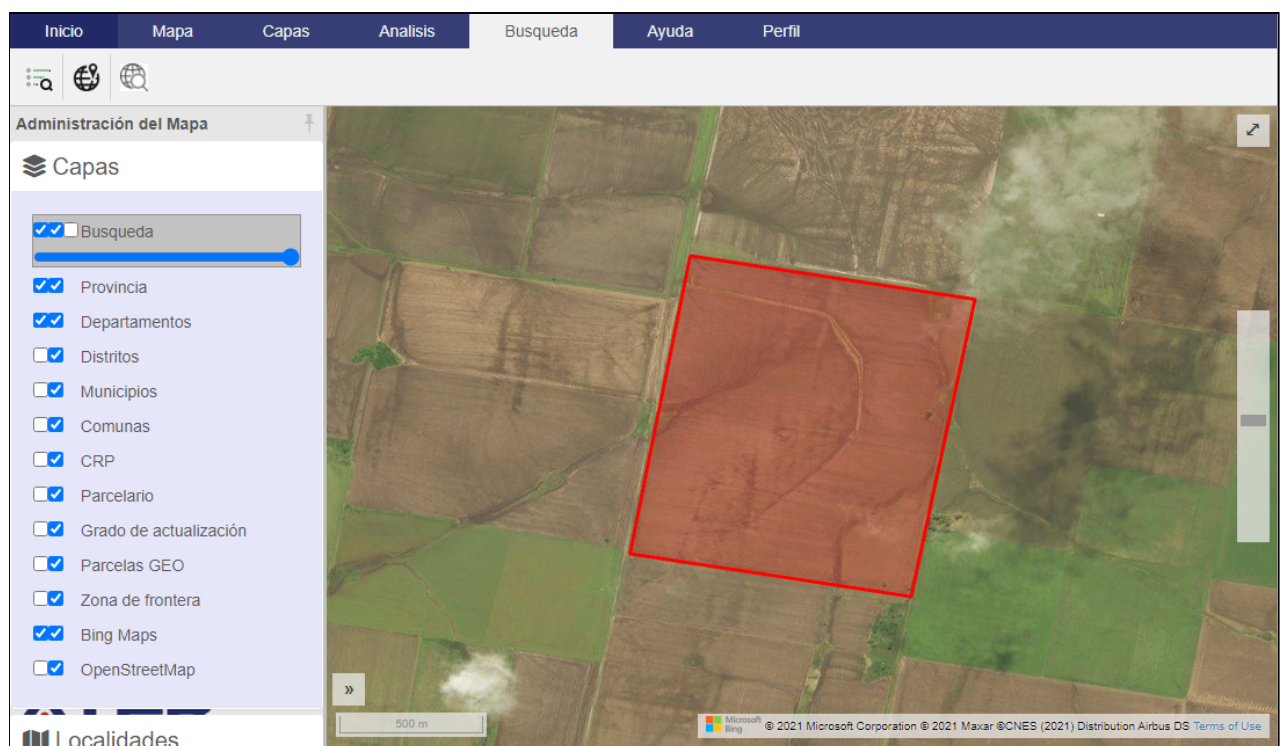 Inicio Mapa Capas Analisis Busqueda Ayuda Perfil
Administración del Mapa
Capas
Busqueda
Provincia
Departamentos
Distritos
Municipios
Comunas
CRP
Parcelario
Grado de actualización
Parcelas GEO
Zona de frontera
Bing Maps
OpenStreetMap
Localidades
»
500 m
Microsoft
Bing
© 2021 Microsoft Corporation © 2021 Maxar ©CNES (2021) Distribution Airbus DS Terms of Use